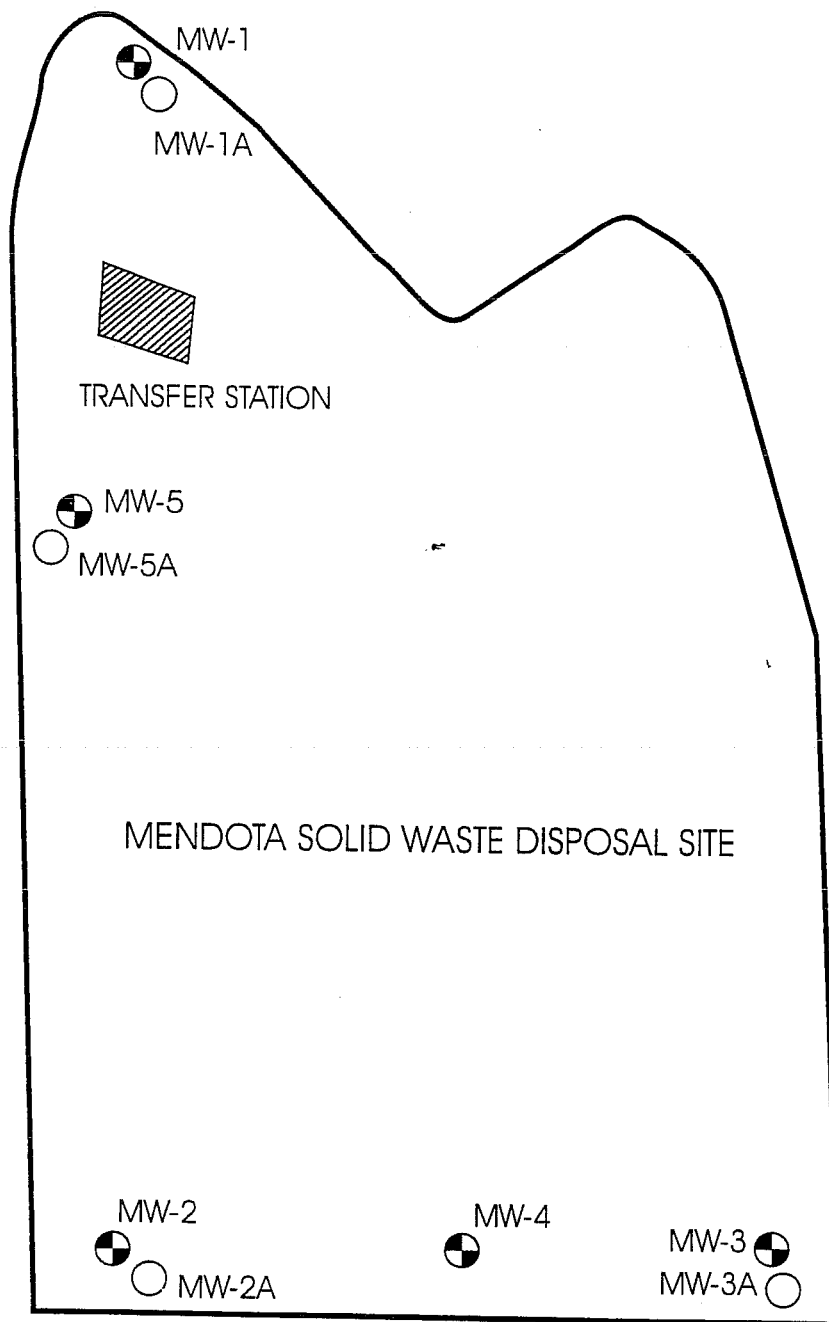 MW-1
MW-1A
TRANSFER STATION
MW-5
MW-5A
MENDOTA SOLID WASTE DISPOSAL SITE
MW-2
MW-4
MW-3
MW-2A
MW-3A